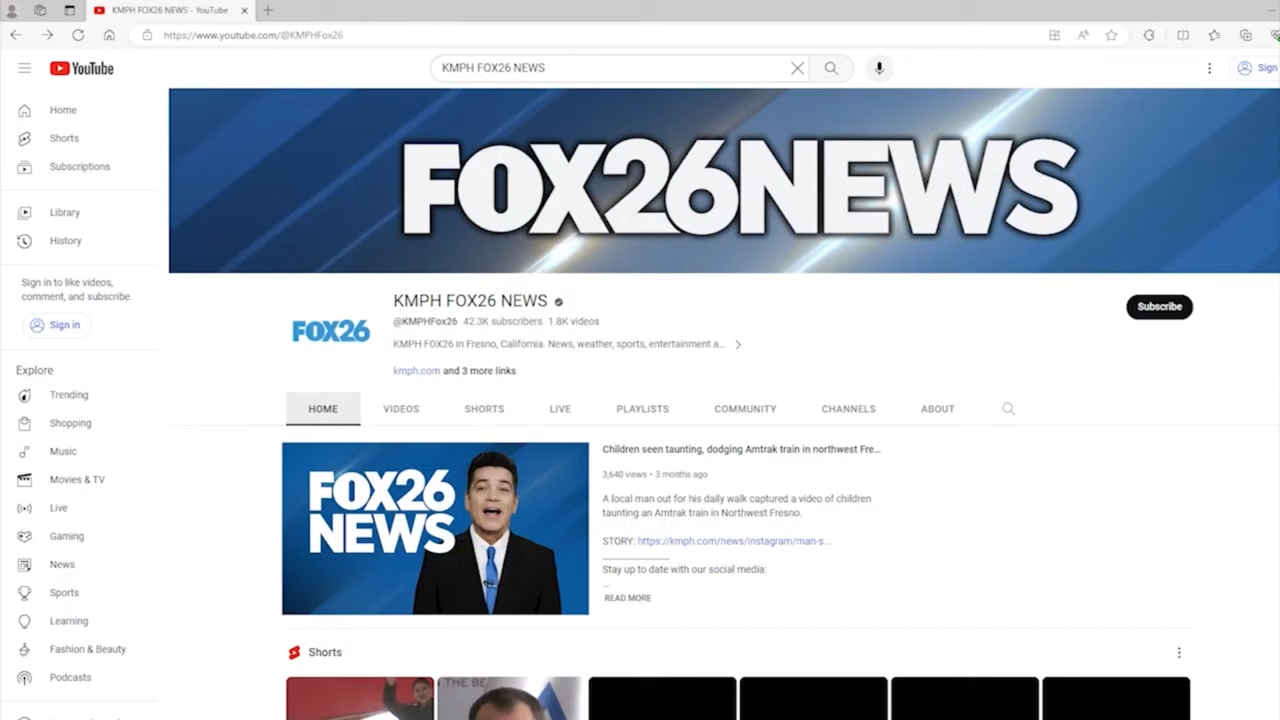 KMPH FOX26 NEWS - YouTube
https://www.youtube.com/@KMPHFox26
YouTube
KMPH FOX26 NEWS
Sign
Home
Shorts
Subscriptions
Library
History
Sign in to like videos,
comment, and subscribe.
Sign in
Explore
Trending
Shopping
Music
Movies & TV
Live
Gaming
News
Sports
Learning
Fashion & Beauty
Podcasts
FOX26NEWS
FOX26
KMPH FOX26 NEWS
@KMPHFox26 42.3K subscribers 1.8K videos
KMPH FOX26 in Fresno, California. News, weather, sports, entertainment a...
kmph.com and 3 more links
Subscribe
HOME VIDEOS SHORTS LIVE PLAYLISTS COMMUNITY CHANNELS ABOUT
FOX26
NEWS
Children seen taunting, dodging Amtrak train in northwest Fre...
3,640 views • 3 months ago
A local man out for his daily walk captured a video of children
taunting an Amtrak train in Northwest Fresno.
STORY: https://kmph.com/news/instagram/man-s...
Stay up to date with our social media:
...
READ MORE
Shorts
THE BE